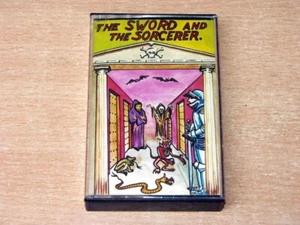 THE SWORD AND
THE SORCERER.